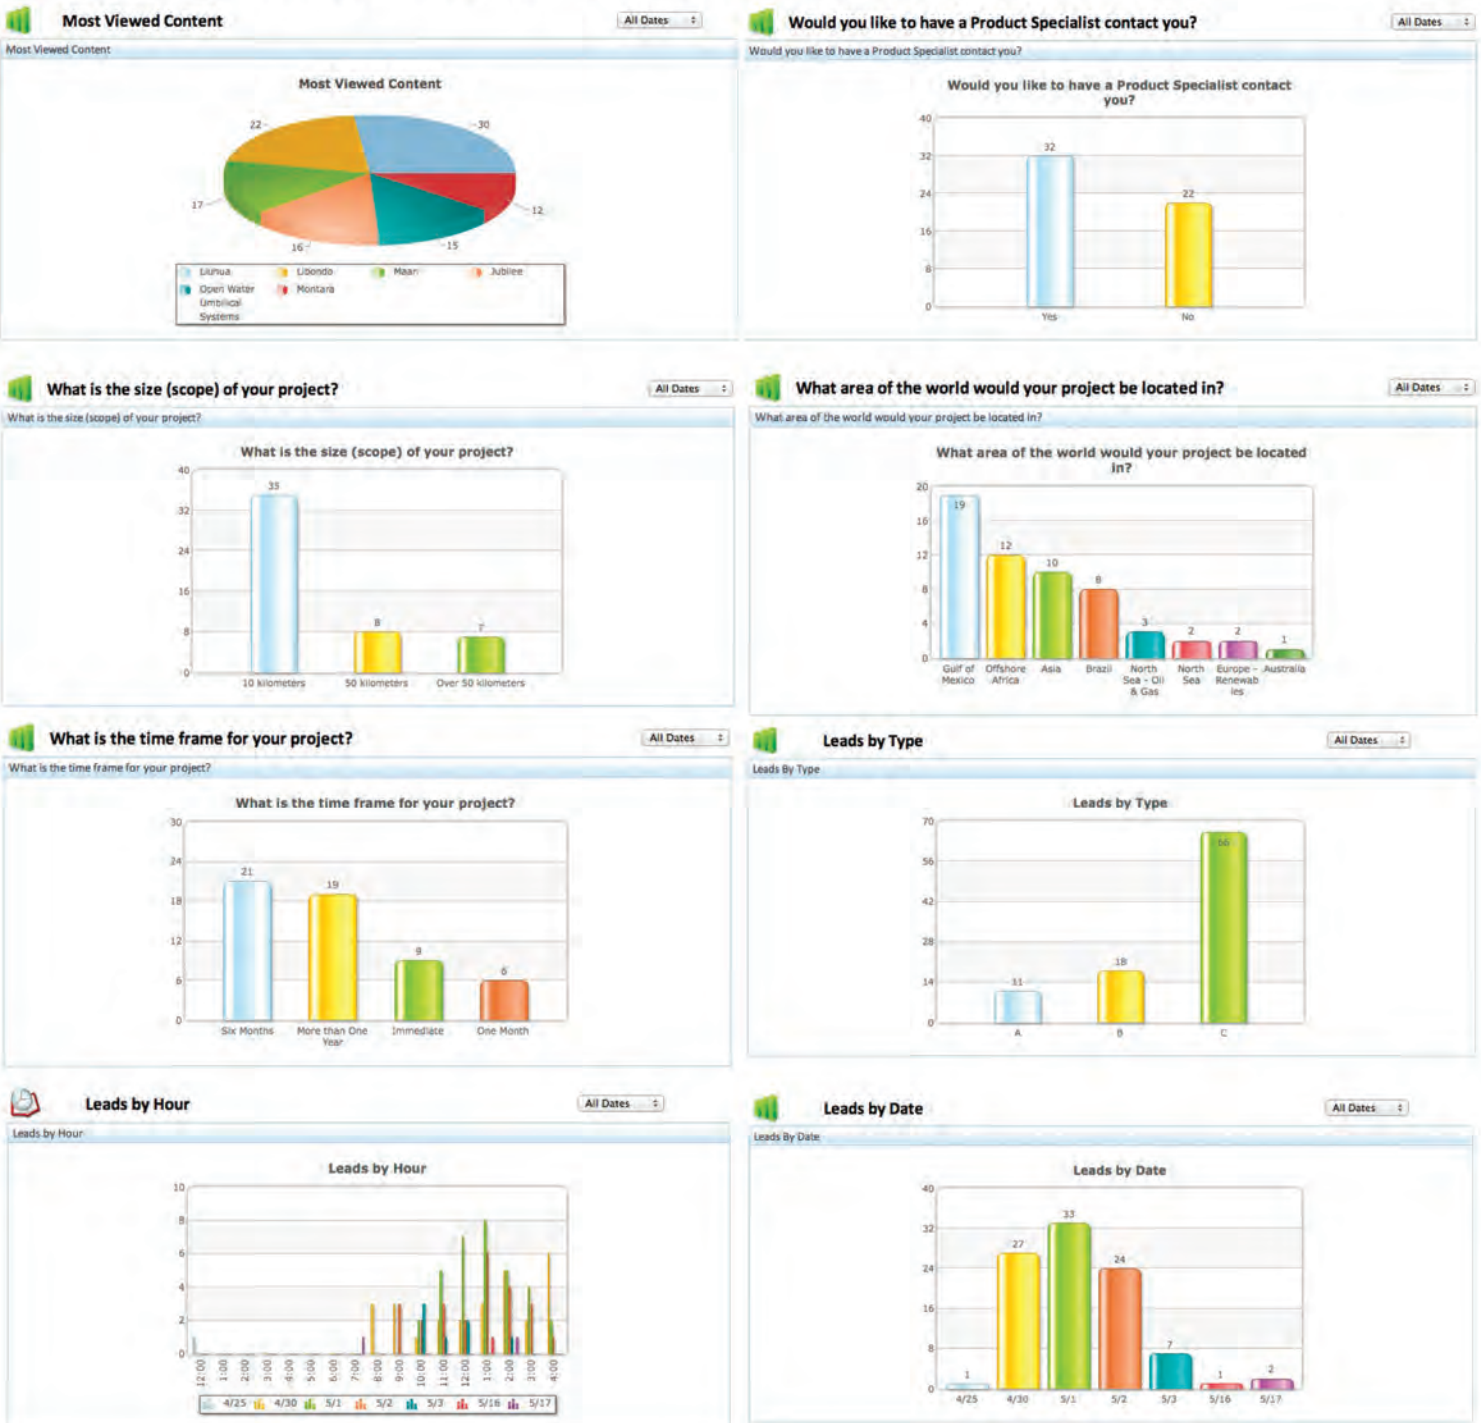 Most Viewed Content
All Dates
Most Viewed Content
Most Viewed Content
22
30
17
12
16
15
Liuhua
Libondo
Maari
Jubilee
Open Water
Umbilical
Systems
Montara
Would you like to have a Product Specialist contact you?
All Dates
Would you like to have a Product Specialist contact you?
Would you like to have a Product Specialist contact
you?
40
32
24
16
8
0
32
22
Yes
No
What is the size (scope) of your project?
All Dates
What is the size (scope) of your project?
What is the size (scope) of your project?
40
32
24
16
8
0
35
8
7
10 kilometers
50 kilometers
Over 50 kilometers
What area of the world would your project be located in?
All Dates
What area of the world would your project be located in?
What area of the world would your project be located
in?
20
16
12
8
4
0
19
12
10
8
3
2
2
1
Gulf of
Mexico
Offshore
Africa
Asia
Brazil
North
Sea - Oil
& Gas
North
Sea
Europe -
Renewab
les
Australia
What is the time frame for your project?
All Dates
What is the time frame for your project?
What is the time frame for your project?
30
24
18
12
6
0
21
19
9
6
Six Months
More than One
Year
Immediate
One Month
Leads by Type
All Dates
Leads By Type
Leads by Type
70
56
42
28
14
0
11
18
66
A
B
C
Leads by Hour
All Dates
Leads by Hour
Leads by Hour
10
8
6
4
2
0
12:00
1:00
2:00
3:00
4:00
5:00
6:00
7:00
8:00
9:00
10:00
11:00
12:00
1:00
2:00
3:00
4:00
4/25 4/30 5/1 5/2 5/3 5/16 5/17
Leads by Date
All Dates
Leads By Date
Leads by Date
40
32
24
16
8
0
1
27
33
24
7
1
2
4/25
4/30
5/1
5/2
5/3
5/16
5/17